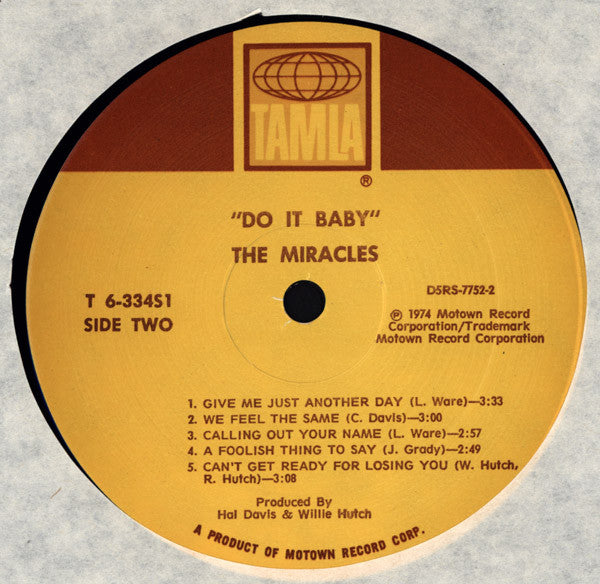 TAMLA
®
"DO IT BABY"
THE MIRACLES
T 6-334S1
SIDE TWO
D5RS-7752-2
℗ 1974 Motown Record
Corporation/Trademark
Motown Record Corporation
1. GIVE ME JUST ANOTHER DAY (L. Ware)—3:33
2. WE FEEL THE SAME (C. Davis)—3:00
3. CALLING OUT YOUR NAME (L. Ware)—2:57
4. A FOOLISH THING TO SAY (J. Grady)—2:49
5. CAN'T GET READY FOR LOSING YOU (W. Hutch,
R. Hutch)—3:08
Produced By
Hal Davis & Willie Hutch
A PRODUCT OF MOTOWN RECORD CORP.